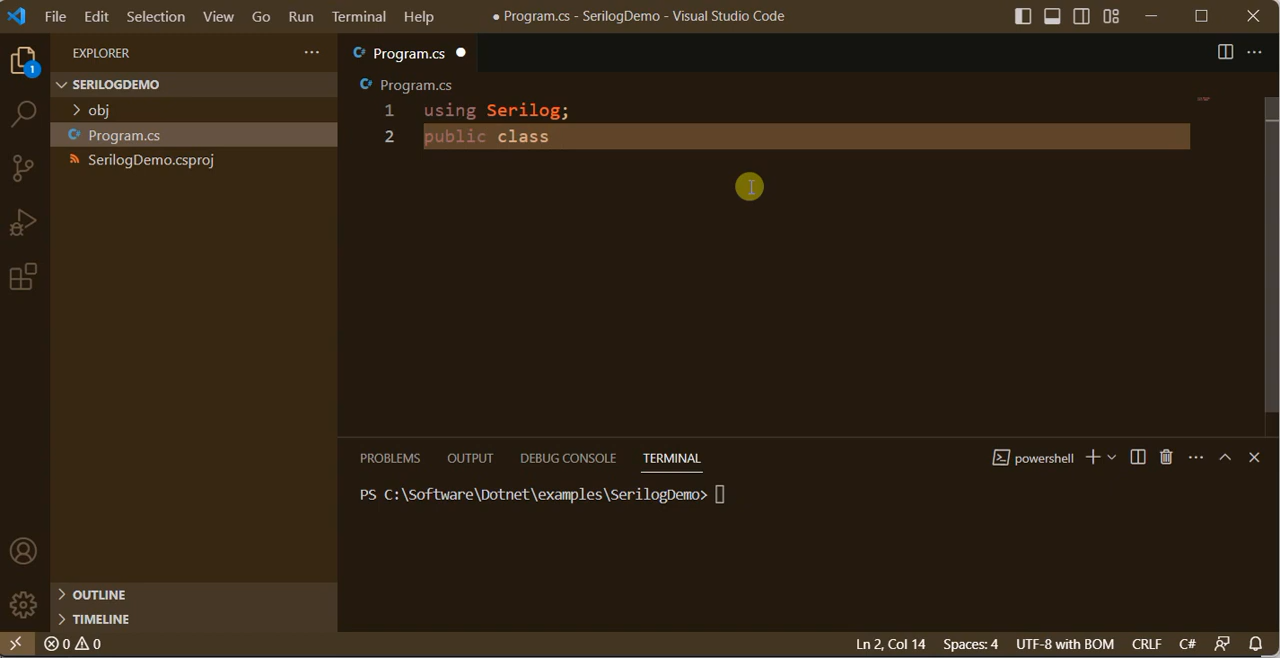 File Edit Selection View Go Run Terminal Help
● Program.cs - SerilogDemo - Visual Studio Code
1
EXPLORER
SERILOGDEMO
obj
Program.cs
SerilogDemo.csproj
OUTLINE
TIMELINE
Program.cs
Program.cs
1 using Serilog;
2 public class
PROBLEMS OUTPUT DEBUG CONSOLE TERMINAL
powershell
PS C:\Software\Dotnet\examples\SerilogDemo>
0 0
Ln 2, Col 14 Spaces: 4 UTF-8 with BOM CRLF C#